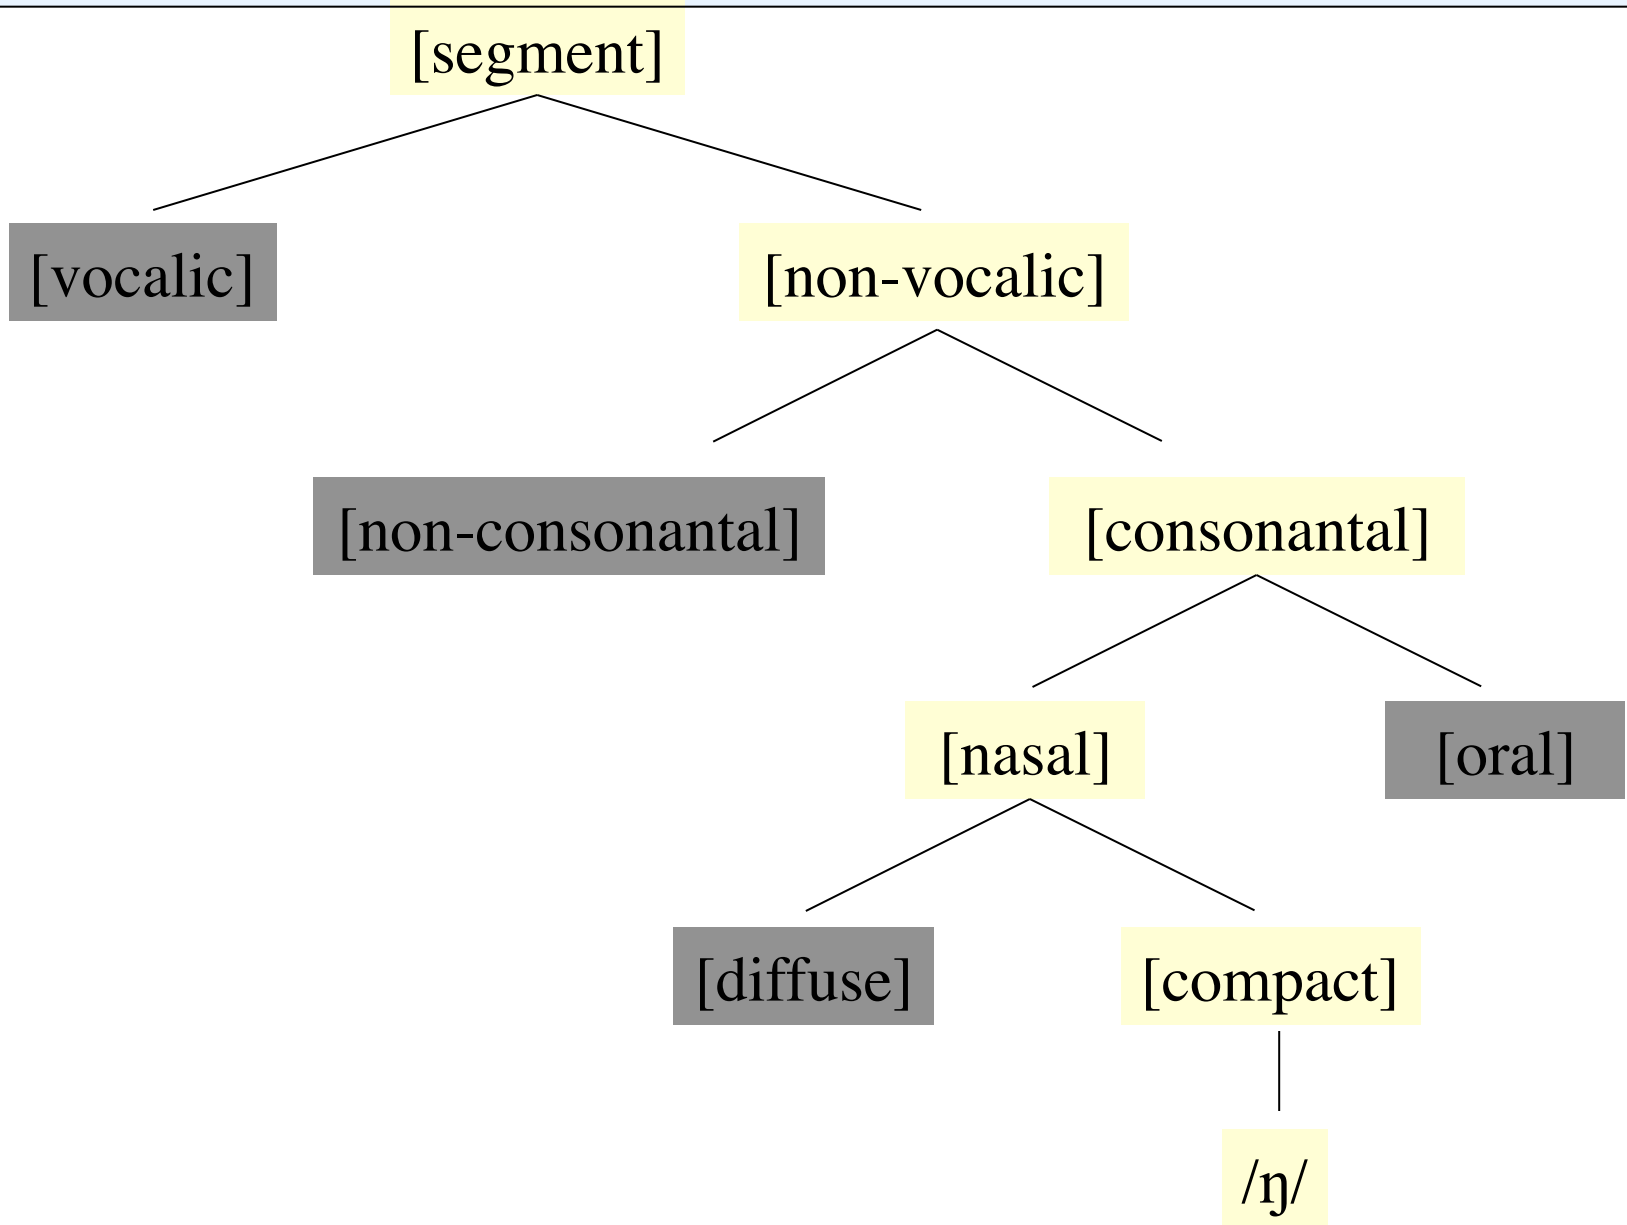 [segment]
[vocalic]
[non-vocalic]
[non-consonantal]
[consonantal]
[nasal]
[oral]
[diffuse]
[compact]
/ŋ/